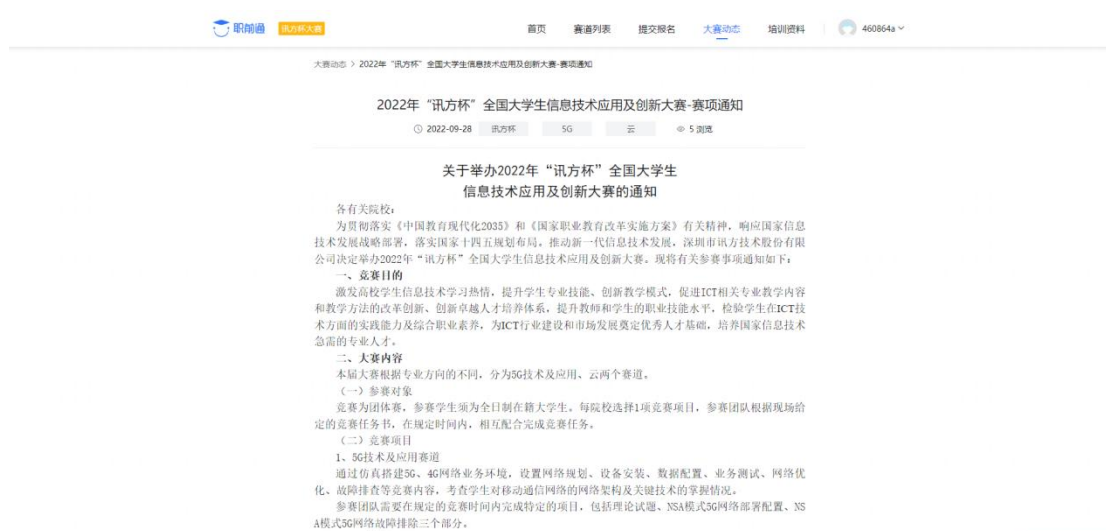 职前通 讯方杯大赛 首页 赛道列表 提交报名 大赛动态 培训资料 460864a
大赛动态 > 2022年“讯方杯”全国大学生信息技术应用及创新大赛-赛项通知
2022年“讯方杯”全国大学生信息技术应用及创新大赛-赛项通知
2022-09-28 讯方杯 5G 云 5 浏览
关于举办2022年“讯方杯”全国大学生
信息技术应用及创新大赛的通知
各有关院校：
为贯彻落实《中国教育现代化2035》和《国家职业教育改革实施方案》有关精神，响应国家信息
技术发展战略部署，落实国家十四五规划布局，推动新一代信息技术发展，深圳市讯方技术股份有限
公司决定举办2022年“讯方杯”全国大学生信息技术应用及创新大赛。现将有关参赛事项通知如下：
一、竞赛目的
激发高校学生信息技术学习热情，提升学生专业技能、创新教学模式，促进ICT相关专业教学内容
和教学方法的改革创新、创新卓越人才培养体系，提升教师和学生的职业技能水平，检验学生在ICT技
术方面的实践能力及综合职业素养，为ICT行业建设和市场发展奠定优秀人才基础，培养国家信息技术
急需的专业人才。
二、大赛内容
本届大赛根据专业方向的不同，分为5G技术及应用、云两个赛道。
（一）参赛对象
竞赛为团体赛，参赛学生须为全日制在籍大学生。每院校选择1项竞赛项目，参赛团队根据现场给
定的竞赛任务书，在规定时间内，相互配合完成竞赛任务。
（二）竞赛项目
1、5G技术及应用赛道
通过仿真搭建5G、4G网络业务环境，设置网络规划、设备安装、数据配置、业务测试、网络优
化、故障排查等竞赛内容，考查学生对移动通信网络的网络架构及关键技术的掌握情况。
参赛团队需要在规定的竞赛时间内完成特定的项目，包括理论试题、NSA模式5G网络部署配置、NS
A模式5G网络故障排除三个部分。